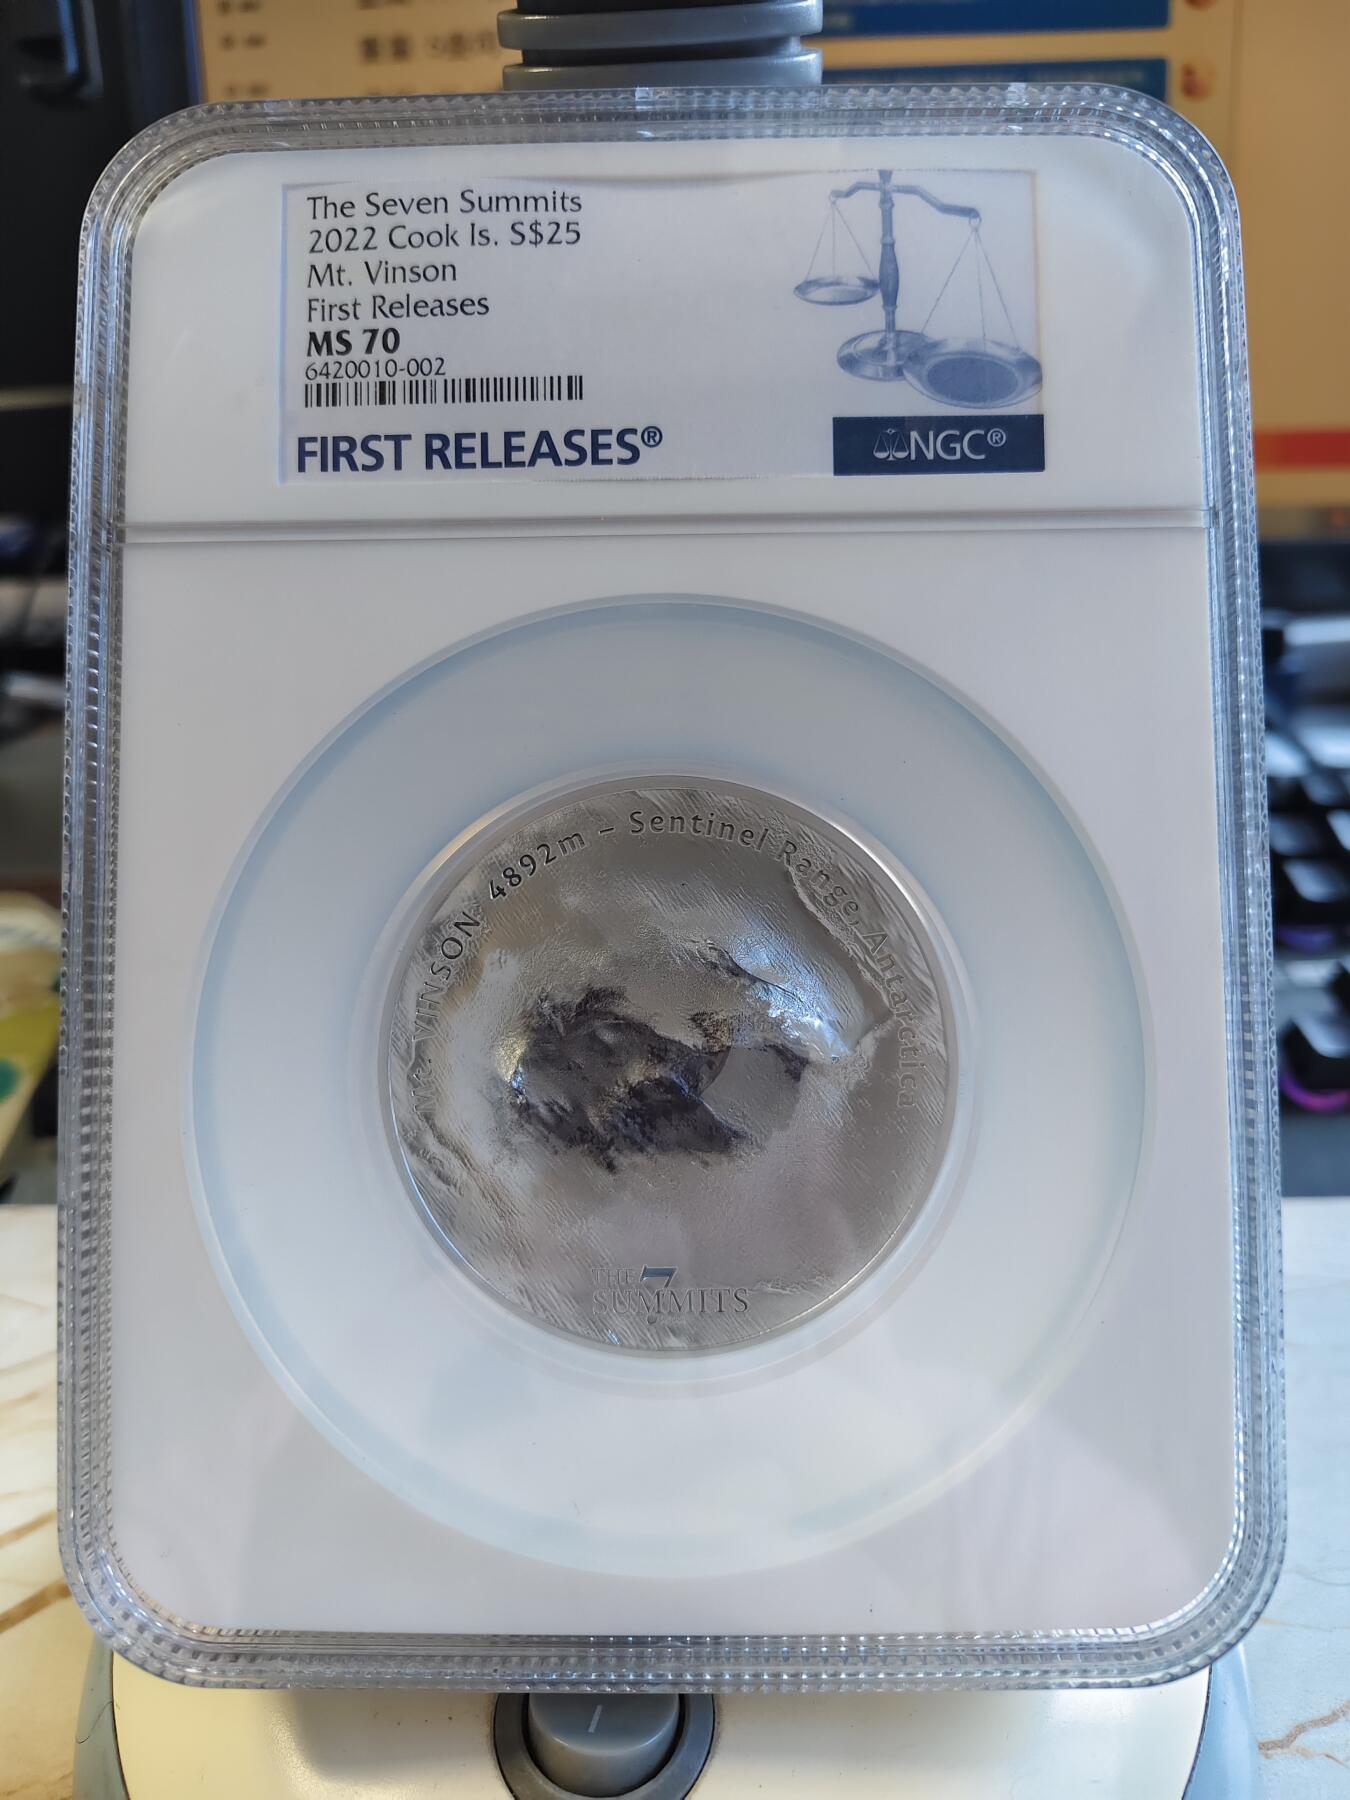 The Seven Summits
2022 Cook Is. S$25
Mt. Vinson
First Releases
MS 70
6420010-002
FIRST RELEASES®
NGC®
Mt. VINSON 4892m – Sentinel Range, Antarctica
THE 7
SUMMITS